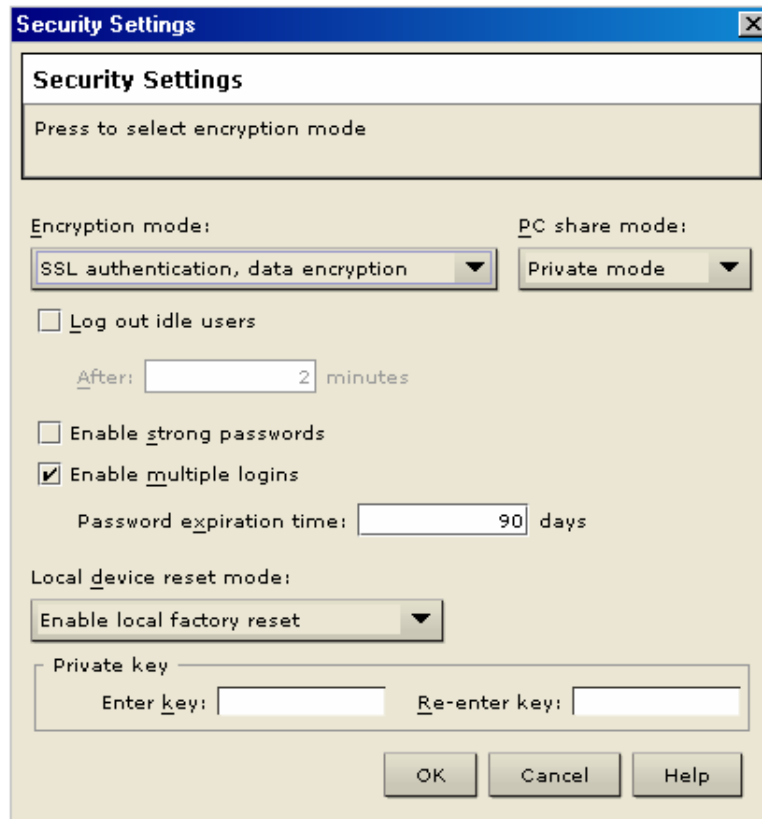 Security Settings
Security Settings
Press to select encryption mode
Encryption mode:
PC share mode:
SSL authentication, data encryption
Private mode
Log out idle users
After: 2 minutes
Enable strong passwords
Enable multiple logins
Password expiration time: 90 days
Local device reset mode:
Enable local factory reset
Private key
Enter key:
Re-enter key:
OK
Cancel
Help